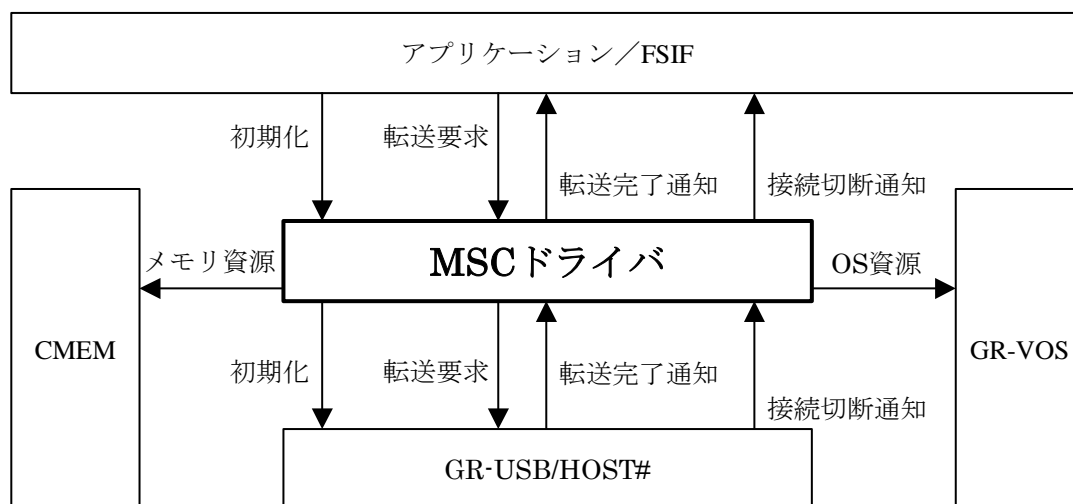 アプリケーション／FSIF
初期化
転送要求
転送完了通知
接続切断通知
メモリ資源
MSCドライバ
OS資源
CMEM
GR-VOS
初期化
転送要求
転送完了通知
接続切断通知
GR-USB/HOST#